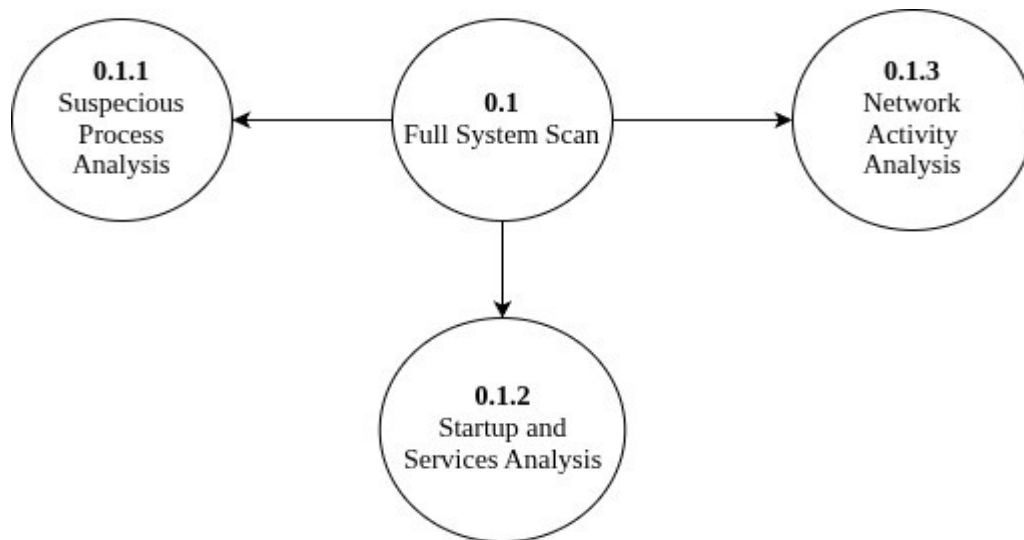 0.1.1
Suspecious
Process
Analysis
0.1
Full System Scan
0.1.3
Network
Activity
Analysis
0.1.2
Startup and
Services Analysis